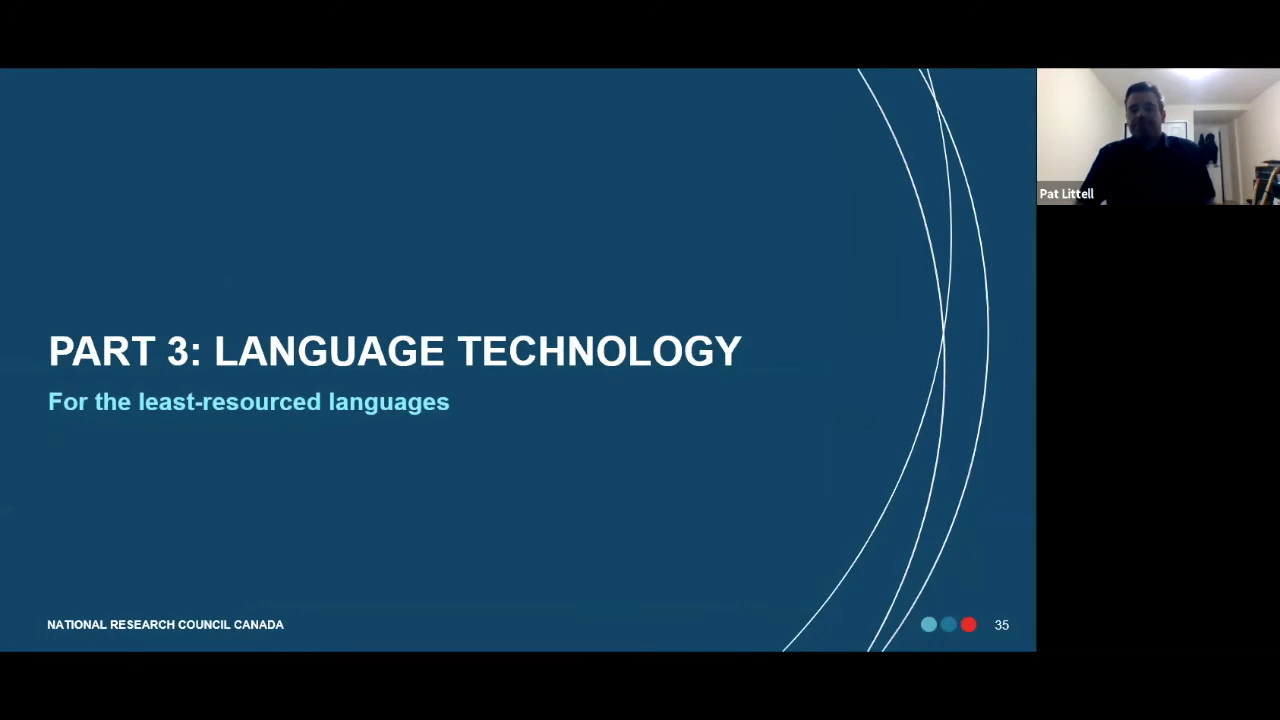 PART 3: LANGUAGE TECHNOLOGY
For the least-resourced languages
NATIONAL RESEARCH COUNCIL CANADA
35
Pat Littell